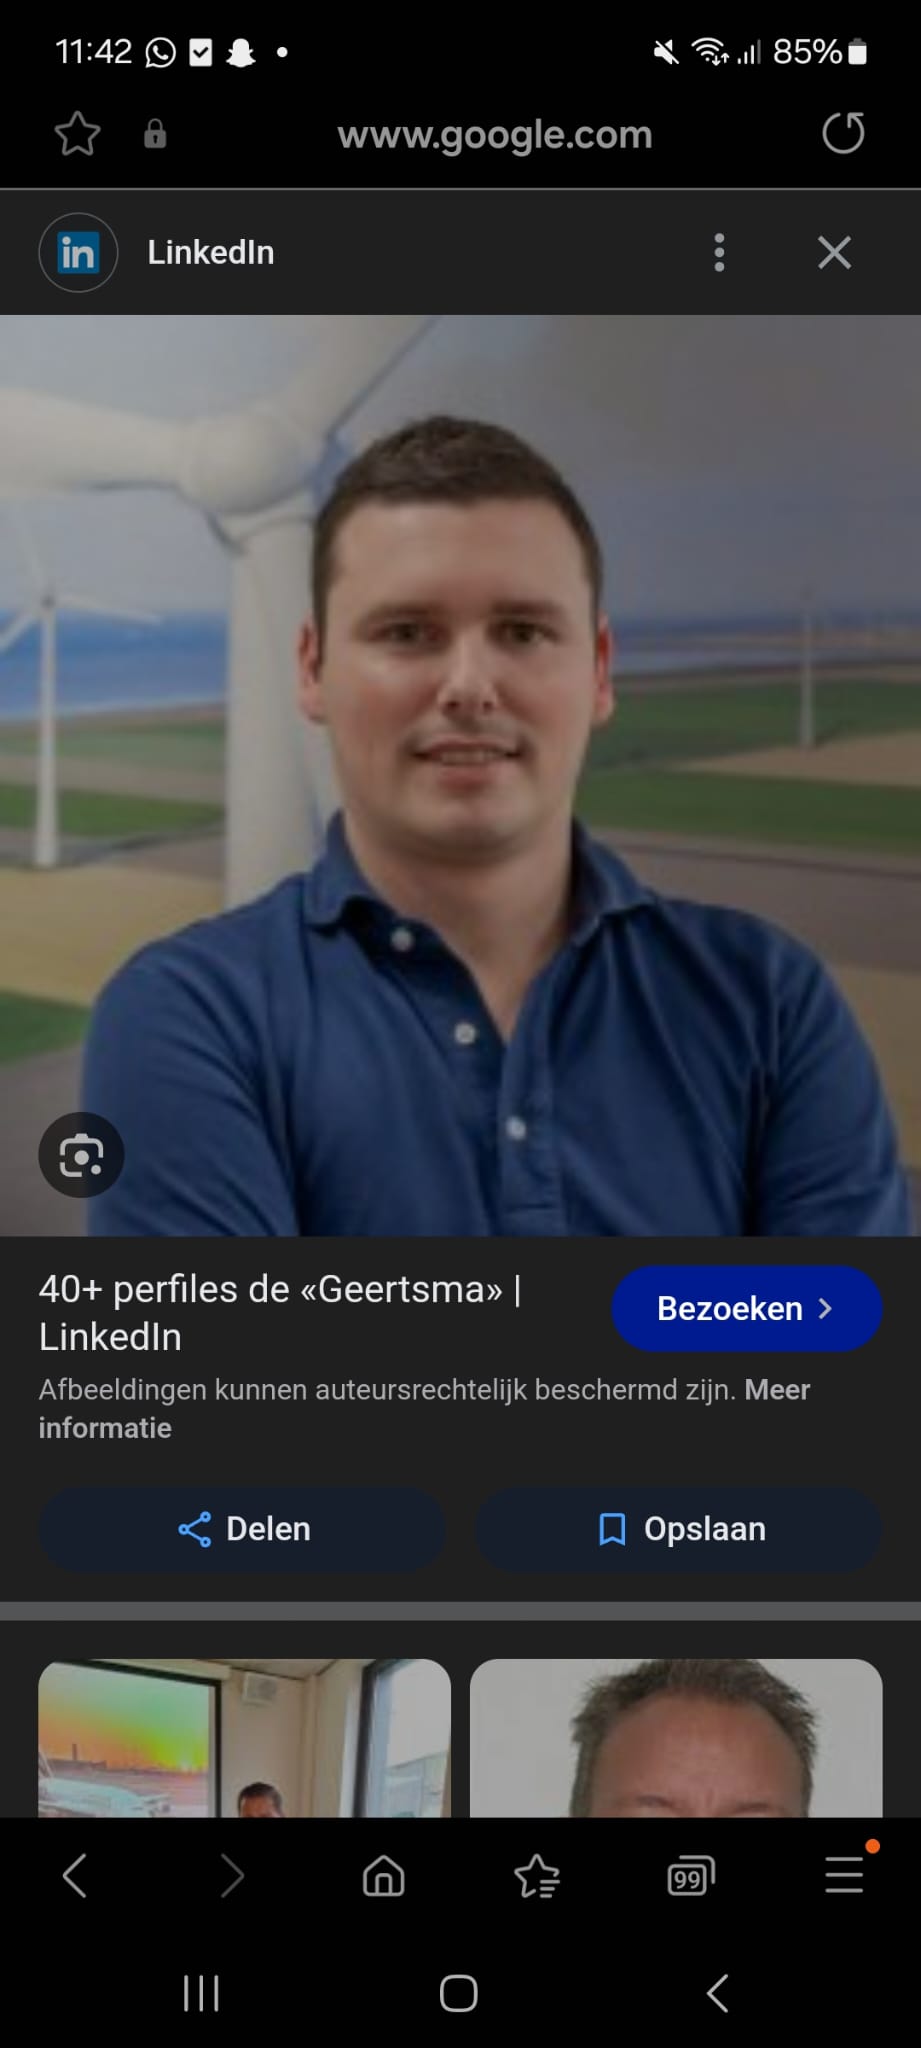 11:42
85%
www.google.com
in
LinkedIn
40+ perfiles de «Geertsma» |
LinkedIn
Bezoeken
Afbeeldingen kunnen auteursrechtelijk beschermd zijn. Meer
informatie
Delen
Opslaan
99